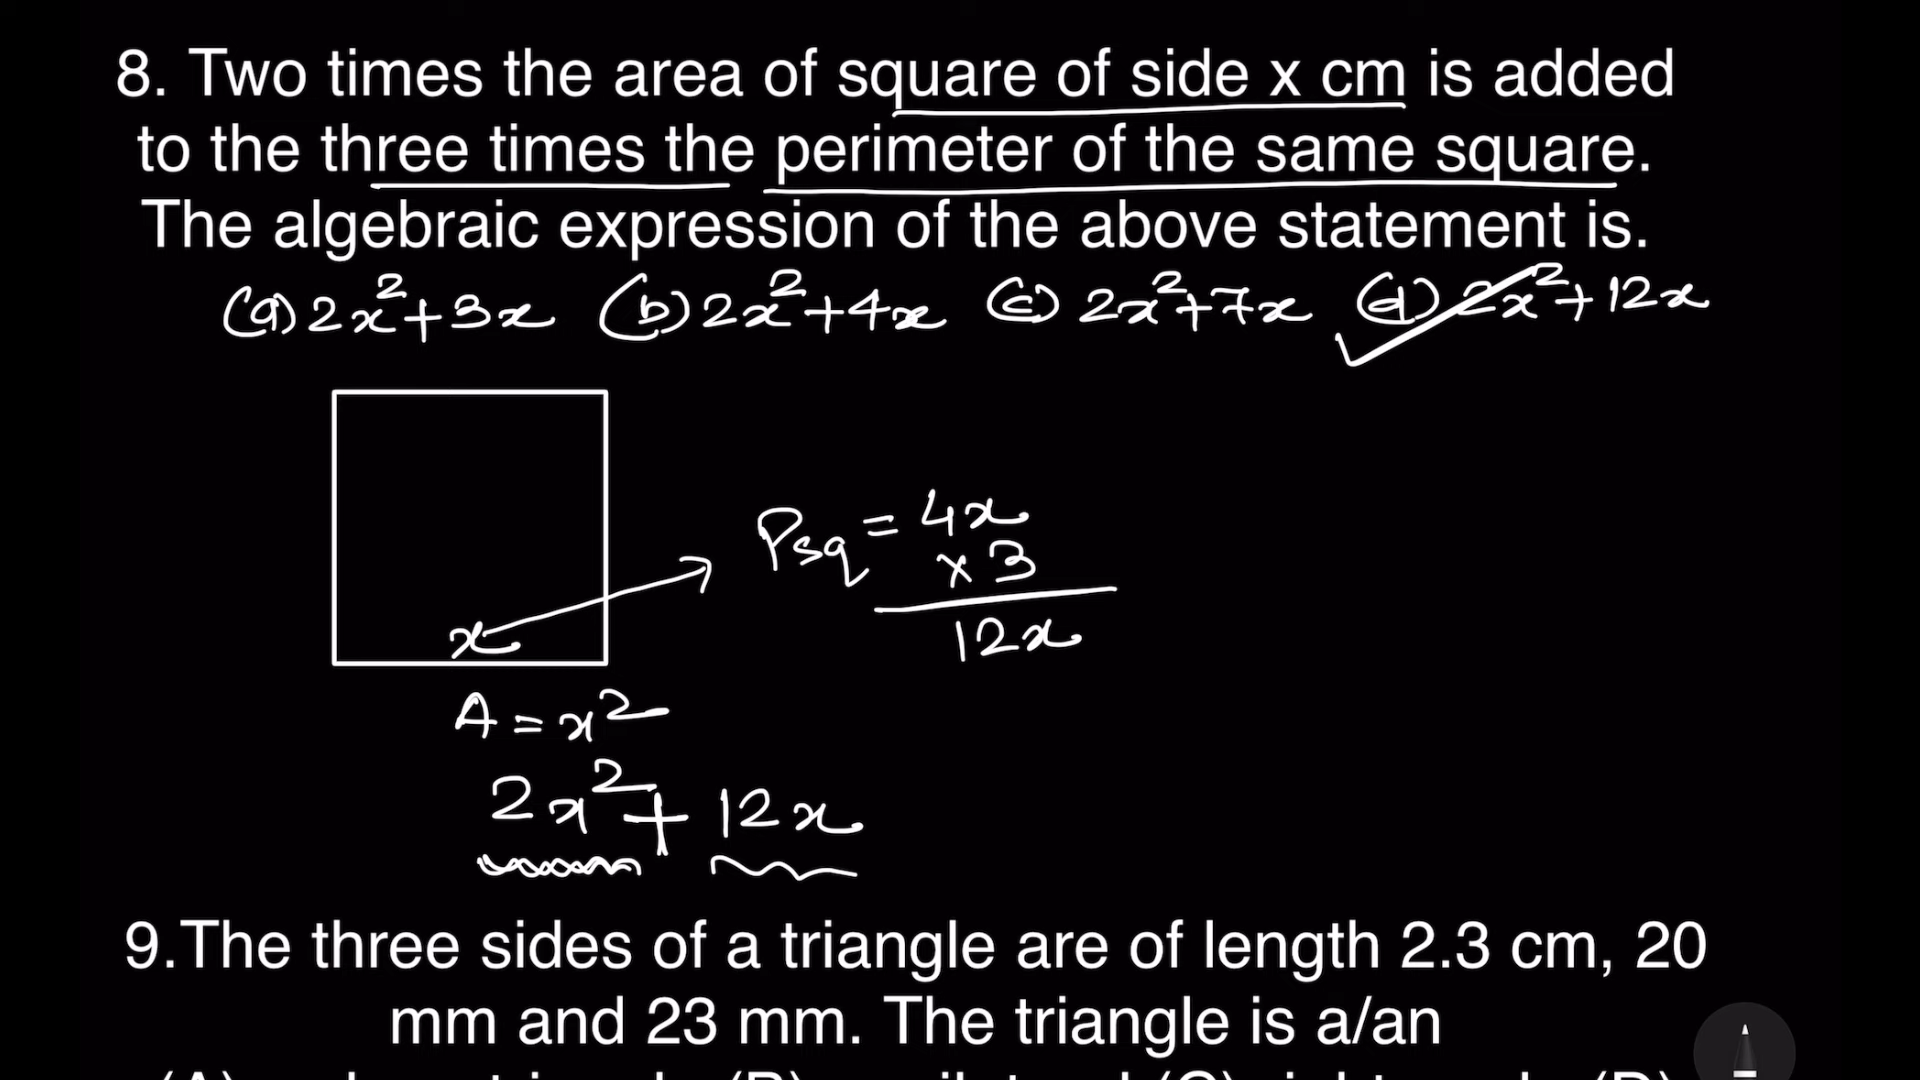 8. Two times the area of square of side x cm is added
to the three times the perimeter of the same square.
The algebraic expression of the above statement is.
(a) 2x²+3x (b) 2x²+4x (c) 2x²+7x (d) 2x²+12x
Psq = 4x
x 3
12x
x
A = x²
2x² + 12x
9.The three sides of a triangle are of length 2.3 cm, 20
mm and 23 mm. The triangle is a/an